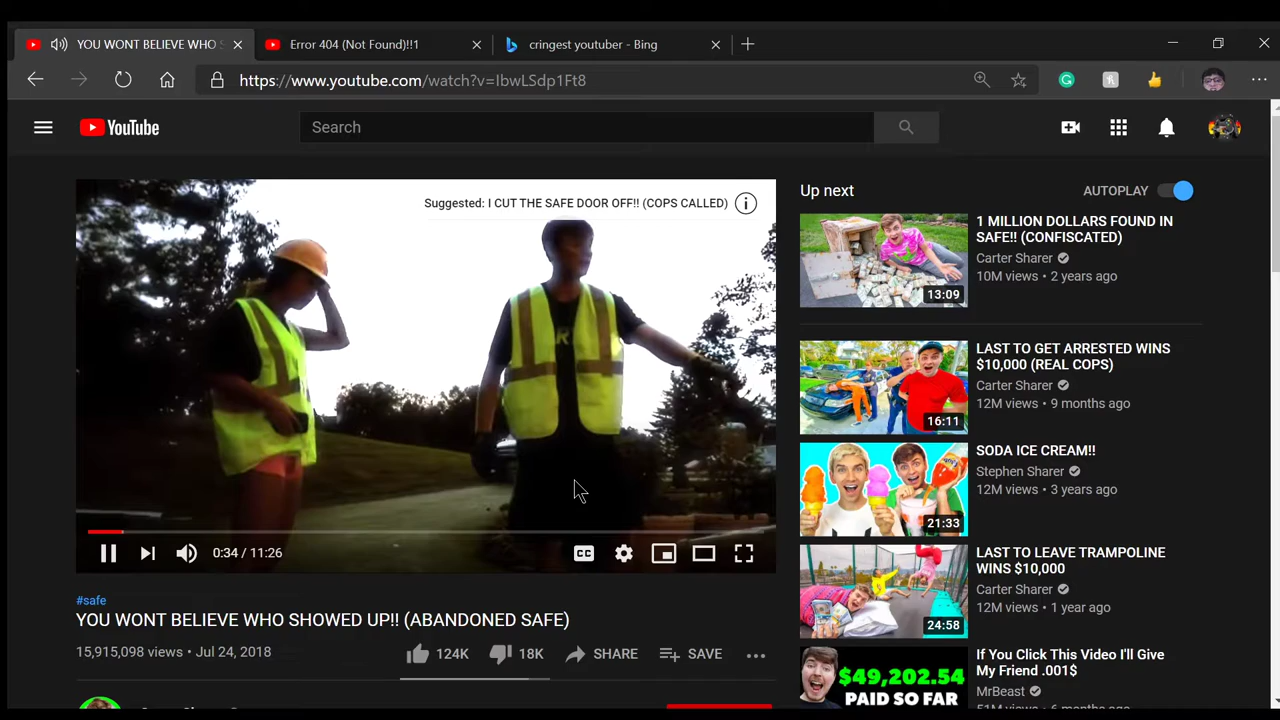 YOU WONT BELIEVE WHO S
Error 404 (Not Found)!!1
cringest youtuber - Bing
https://www.youtube.com/watch?v=IbwLSdp1Ft8
YouTube
Search
Suggested: I CUT THE SAFE DOOR OFF!! (COPS CALLED)
0:34 / 11:26
CC
#safe
YOU WONT BELIEVE WHO SHOWED UP!! (ABANDONED SAFE)
15,915,098 views • Jul 24, 2018
124K
18K
SHARE
SAVE
Up next
AUTOPLAY
13:09
1 MILLION DOLLARS FOUND IN
SAFE!! (CONFISCATED)
Carter Sharer
10M views • 2 years ago
16:11
LAST TO GET ARRESTED WINS
$10,000 (REAL COPS)
Carter Sharer
12M views • 9 months ago
21:33
SODA ICE CREAM!!
Stephen Sharer
12M views • 3 years ago
24:58
LAST TO LEAVE TRAMPOLINE
WINS $10,000
Carter Sharer
12M views • 1 year ago
$49,202.54
PAID SO FAR
If You Click This Video I'll Give
My Friend .001$
MrBeast